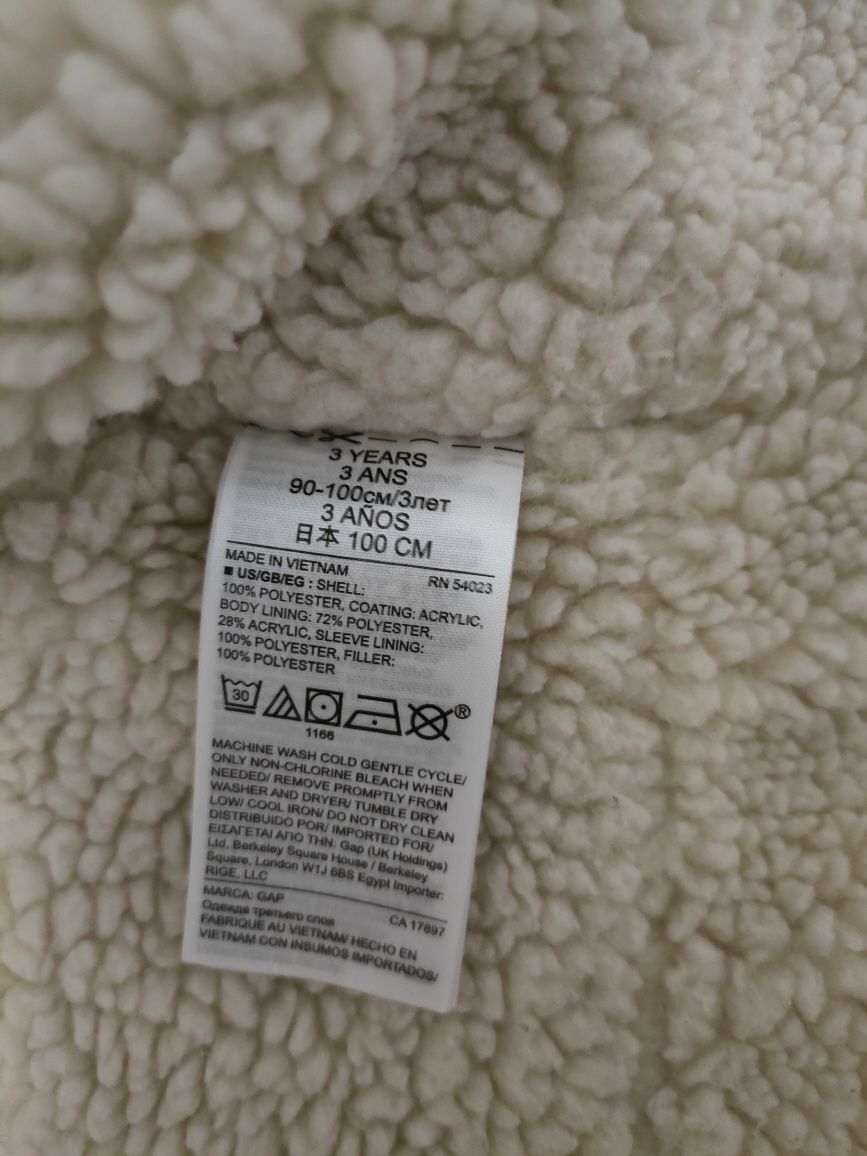 3 YEARS
3 ANS
90-100см/3лет
3 AÑOS
日本 100 CM
MADE IN VIETNAM
RN 54023
■ US/GB/EG : SHELL:
100% POLYESTER, COATING: ACRYLIC,
BODY LINING: 72% POLYESTER,
28% ACRYLIC, SLEEVE LINING:
100% POLYESTER, FILLER:
100% POLYESTER
30
®
1166
MACHINE WASH COLD GENTLE CYCLE/
ONLY NON-CHLORINE BLEACH WHEN
NEEDED/ REMOVE PROMPTLY FROM
WASHER AND DRYER/ TUMBLE DRY
LOW/ COOL IRON/ DO NOT DRY CLEAN
DISTRIBUIDO POR/ IMPORTED FOR/
ΕΙΣΑΓΕΤΑΙ ΑΠΟ ΤΗΝ: Gap (UK Holdings)
Ltd, Berkeley Square House / Berkeley
Square, London W1J 6BS Egypt Importer:
RIGE, LLC
MARCA: GAP
CA 17897
Одежда третьего слоя
FABRIQUE AU VIETNAM/ HECHO EN
VIETNAM CON INSUMOS IMPORTADOS/